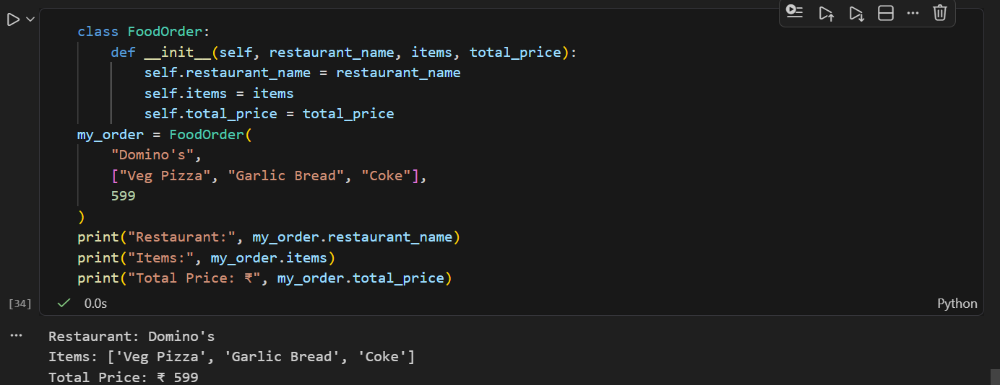 class FoodOrder:
    def __init__(self, restaurant_name, items, total_price):
        self.restaurant_name = restaurant_name
        self.items = items
        self.total_price = total_price
my_order = FoodOrder(
    "Domino's",
    ["Veg Pizza", "Garlic Bread", "Coke"],
    599
)
print("Restaurant:", my_order.restaurant_name)
print("Items:", my_order.items)
print("Total Price: ₹", my_order.total_price)
[34] 0.0s Python
Restaurant: Domino's
Items: ['Veg Pizza', 'Garlic Bread', 'Coke']
Total Price: ₹ 599